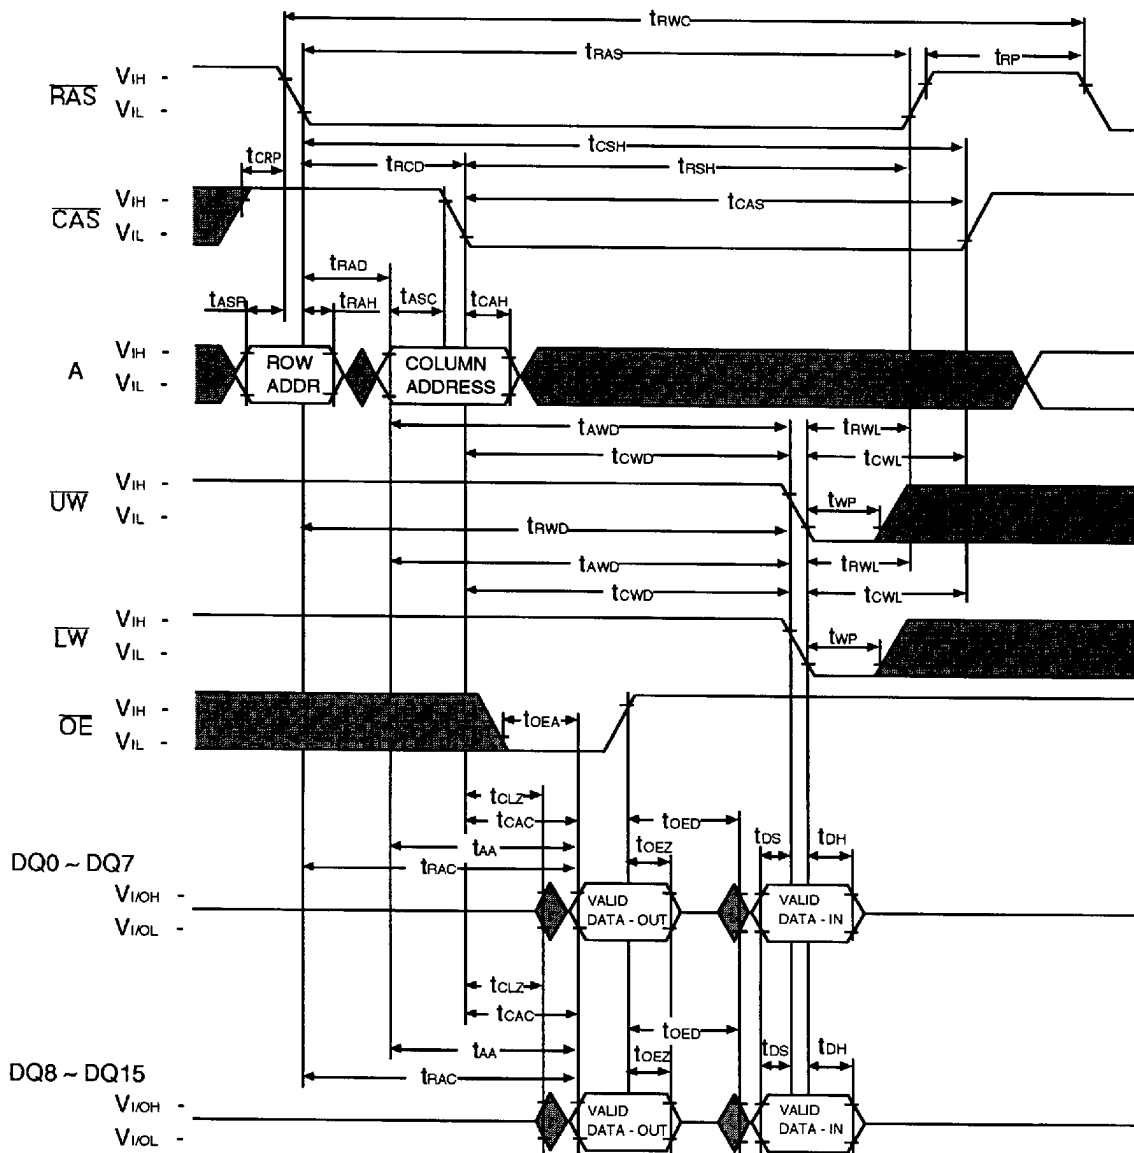 tRWC
tRAS
tRP
RAS
VIH -
VIL -
tCSH
tCRP
tRCD
tRSH
CAS
VIH -
VIL -
tCAS
tRAD
tASR
tRAH
tASC
tCAH
A
VIH -
VIL -
ROW
ADDR
COLUMN
ADDRESS
tAWD
tRWL
tCWD
tCWL
UW
VIH -
VIL -
tWP
tRWD
tAWD
tRWL
tCWD
tCWL
LW
VIH -
VIL -
tWP
OE
VIH -
VIL -
tOEA
tCLZ
tCAC
tOED
tAA
tOEZ
tDS
tDH
DQ0 ~ DQ7
tRAC
VI/OH -
VI/OL -
VALID
DATA - OUT
VALID
DATA - IN
tCLZ
tCAC
tOED
tAA
tOEZ
tDS
tDH
DQ8 ~ DQ15
tRAC
VI/OH -
VI/OL -
VALID
DATA - OUT
VALID
DATA - IN